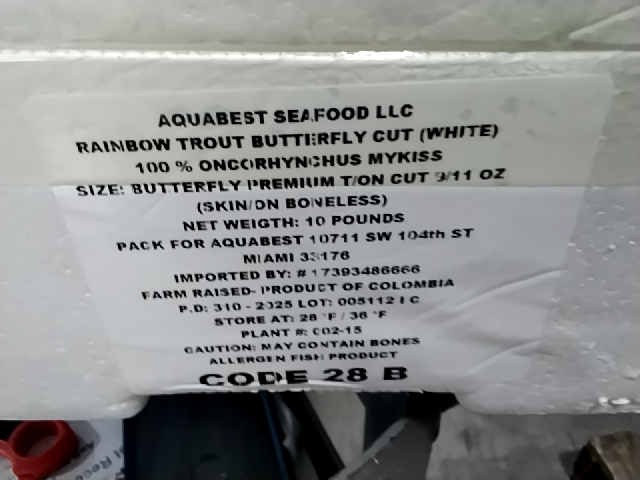 AQUABEST SEAFOOD LLC
RAINBOW TROUT BUTTERFLY CUT (WHITE)
100 % ONCORHYNCHUS MYKISS
SIZE: BUTTERFLY PREMIUM T/ON CUT 9/11 OZ
(SKIN/ON BONELESS)
NET WEIGTH: 10 POUNDS
PACK FOR AQUABEST 10711 SW 104th ST
MIAMI 33176
IMPORTED BY: # 17393486666
FARM RAISED- PRODUCT OF COLOMBIA
P.D: 310 - 2025 LOT: 005112
STORE AT: 28 °F / 36 °F
PLANT #: 002-15
CAUTION: MAY CONTAIN BONES
ALLERGEN FISH PRODUCT
CODE 28 B